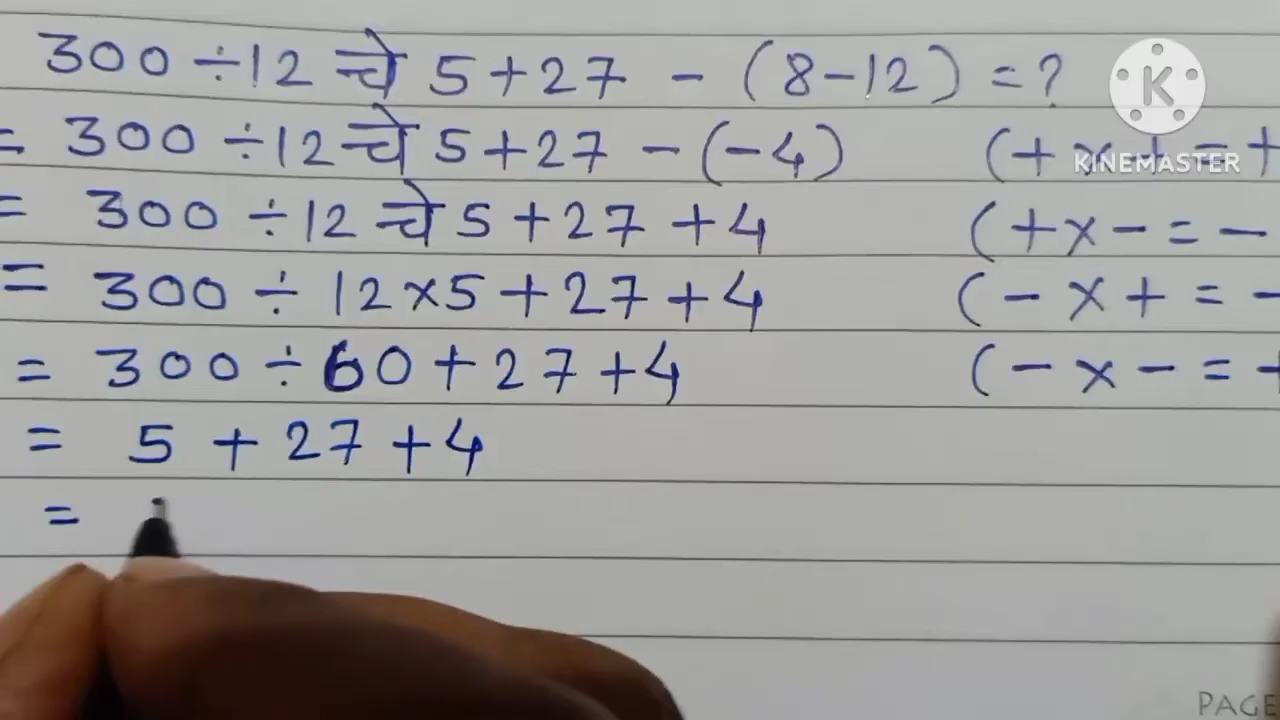 300 ÷ 12 चे 5 + 27 - (8 - 12) = ?
= 300 ÷ 12 चे 5 + 27 - (-4) (+ x + = +
= 300 ÷ 12 चे 5 + 27 + 4 (+ x - = -
= 300 ÷ 12 x 5 + 27 + 4 (- x + = -
= 300 ÷ 60 + 27 + 4 (- x - = +
= 5 + 27 + 4
=
K
KINEMASTER
PAGE